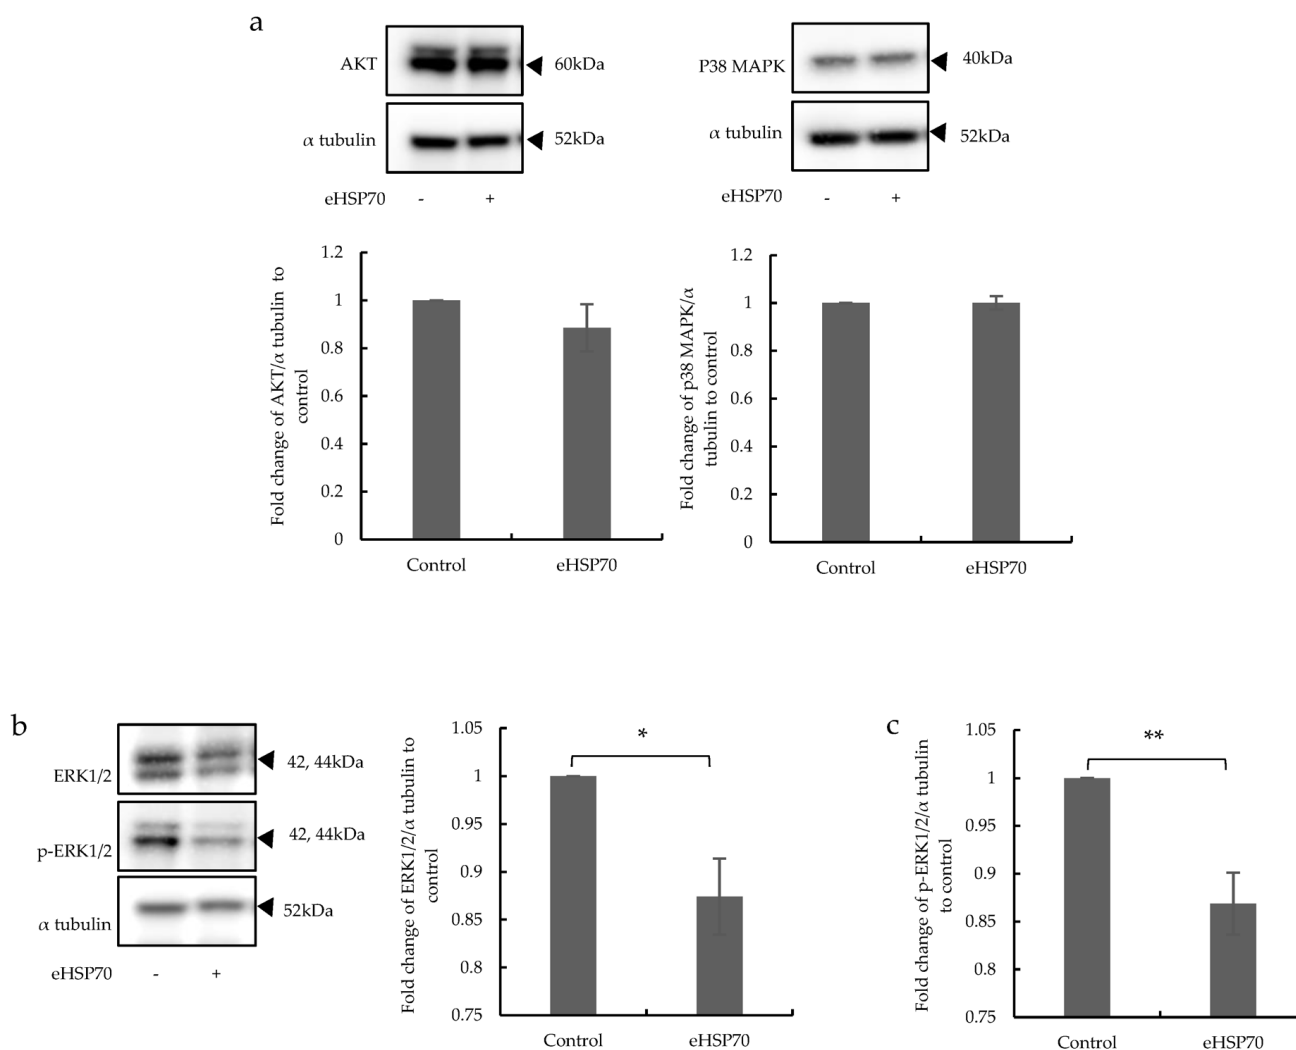 a
AKT
60kDa
α tubulin
52kDa
eHSP70 - +
P38 MAPK
40kDa
α tubulin
52kDa
eHSP70 - +
Fold change of AKT/α tubulin to
control
1.2
1
0.8
0.6
0.4
0.2
0
Control eHSP70
Fold change of p38 MAPK/α
tubulin to control
1.2
1
0.8
0.6
0.4
0.2
0
Control eHSP70
b
ERK1/2
42, 44kDa
p-ERK1/2
42, 44kDa
α tubulin
52kDa
eHSP70 - +
Fold change of ERK1/2/α tubulin to
control
1.05
1
0.95
0.9
0.85
0.8
0.75
*
Control eHSP70
c
Fold change of p-ERK1/2/α tubulin
to control
1.05
1
0.95
0.9
0.85
0.8
0.75
**
Control eHSP70